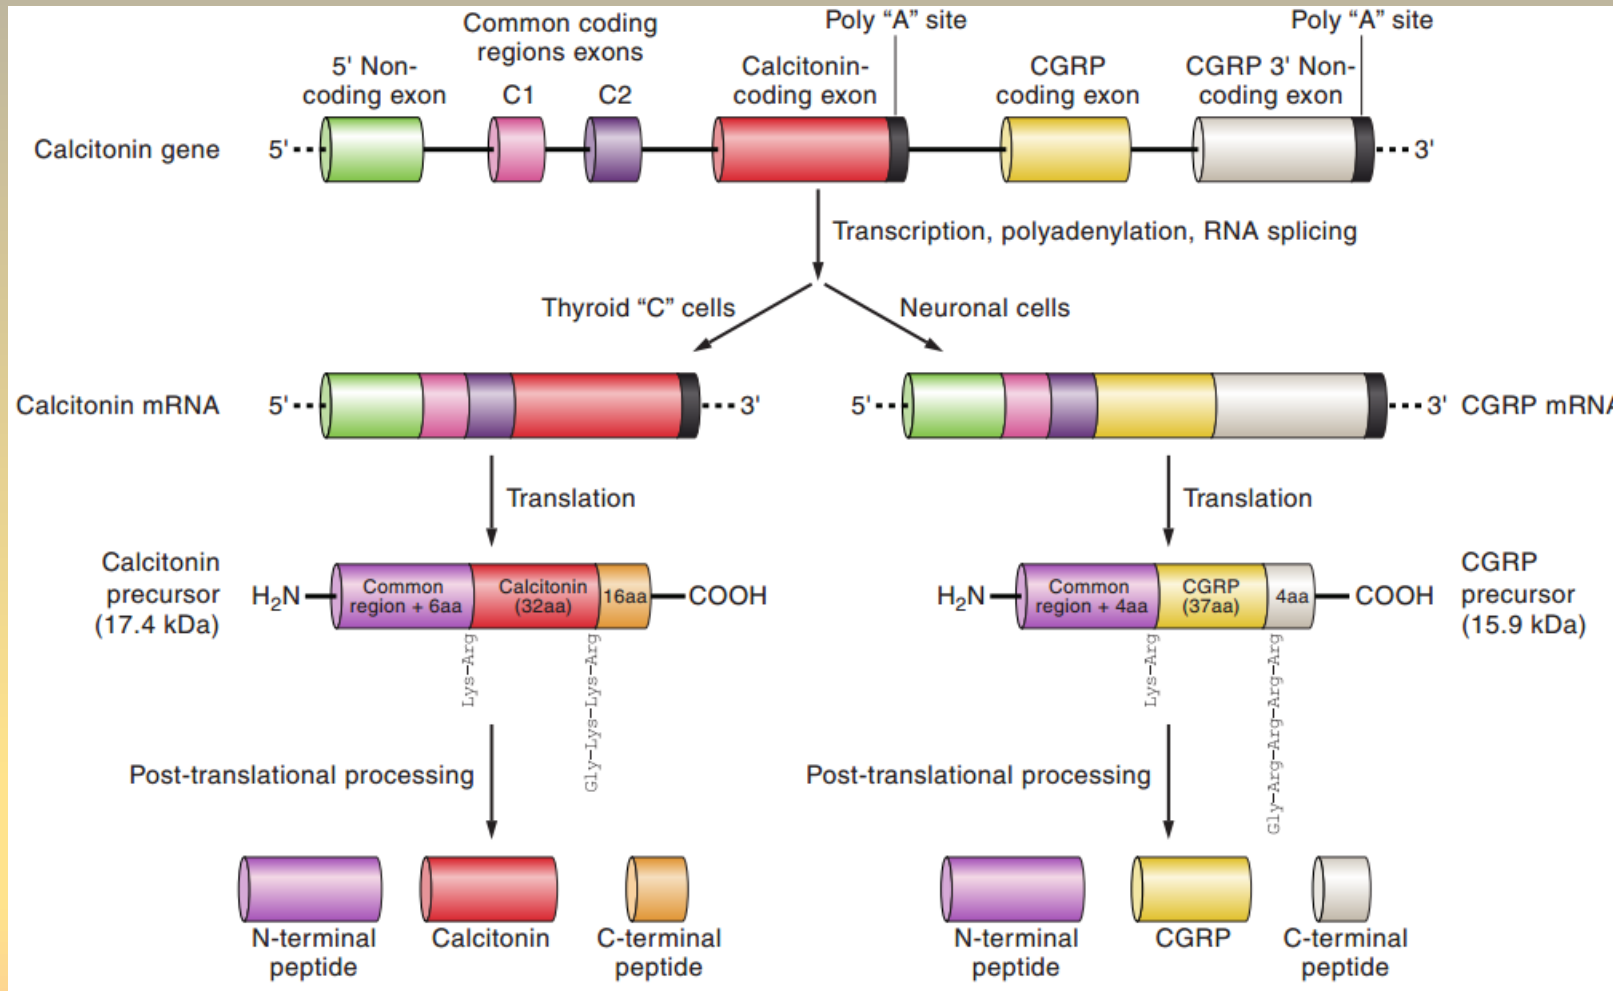 Common coding
regions exons
Poly “A” site
Poly “A” site
5' Non-
coding exon
C1
C2
Calcitonin-
coding exon
CGRP
coding exon
CGRP 3' Non-
coding exon
Calcitonin gene
5'
3'
Transcription, polyadenylation, RNA splicing
Thyroid “C” cells
Neuronal cells
Calcitonin mRNA
5'
3'
5'
3'
CGRP mRNA
Translation
Translation
Calcitonin
precursor
(17.4 kDa)
H₂N
Common
region + 6aa
Calcitonin
(32aa)
16aa
COOH
H₂N
Common
region + 4aa
CGRP
(37aa)
4aa
COOH
CGRP
precursor
(15.9 kDa)
Lys–Arg
Gly–Lys–Lys–Arg
Lys–Arg
Gly–Arg–Arg–Arg–Arg
Post-translational processing
Post-translational processing
N-terminal
peptide
Calcitonin
C-terminal
peptide
N-terminal
peptide
CGRP
C-terminal
peptide